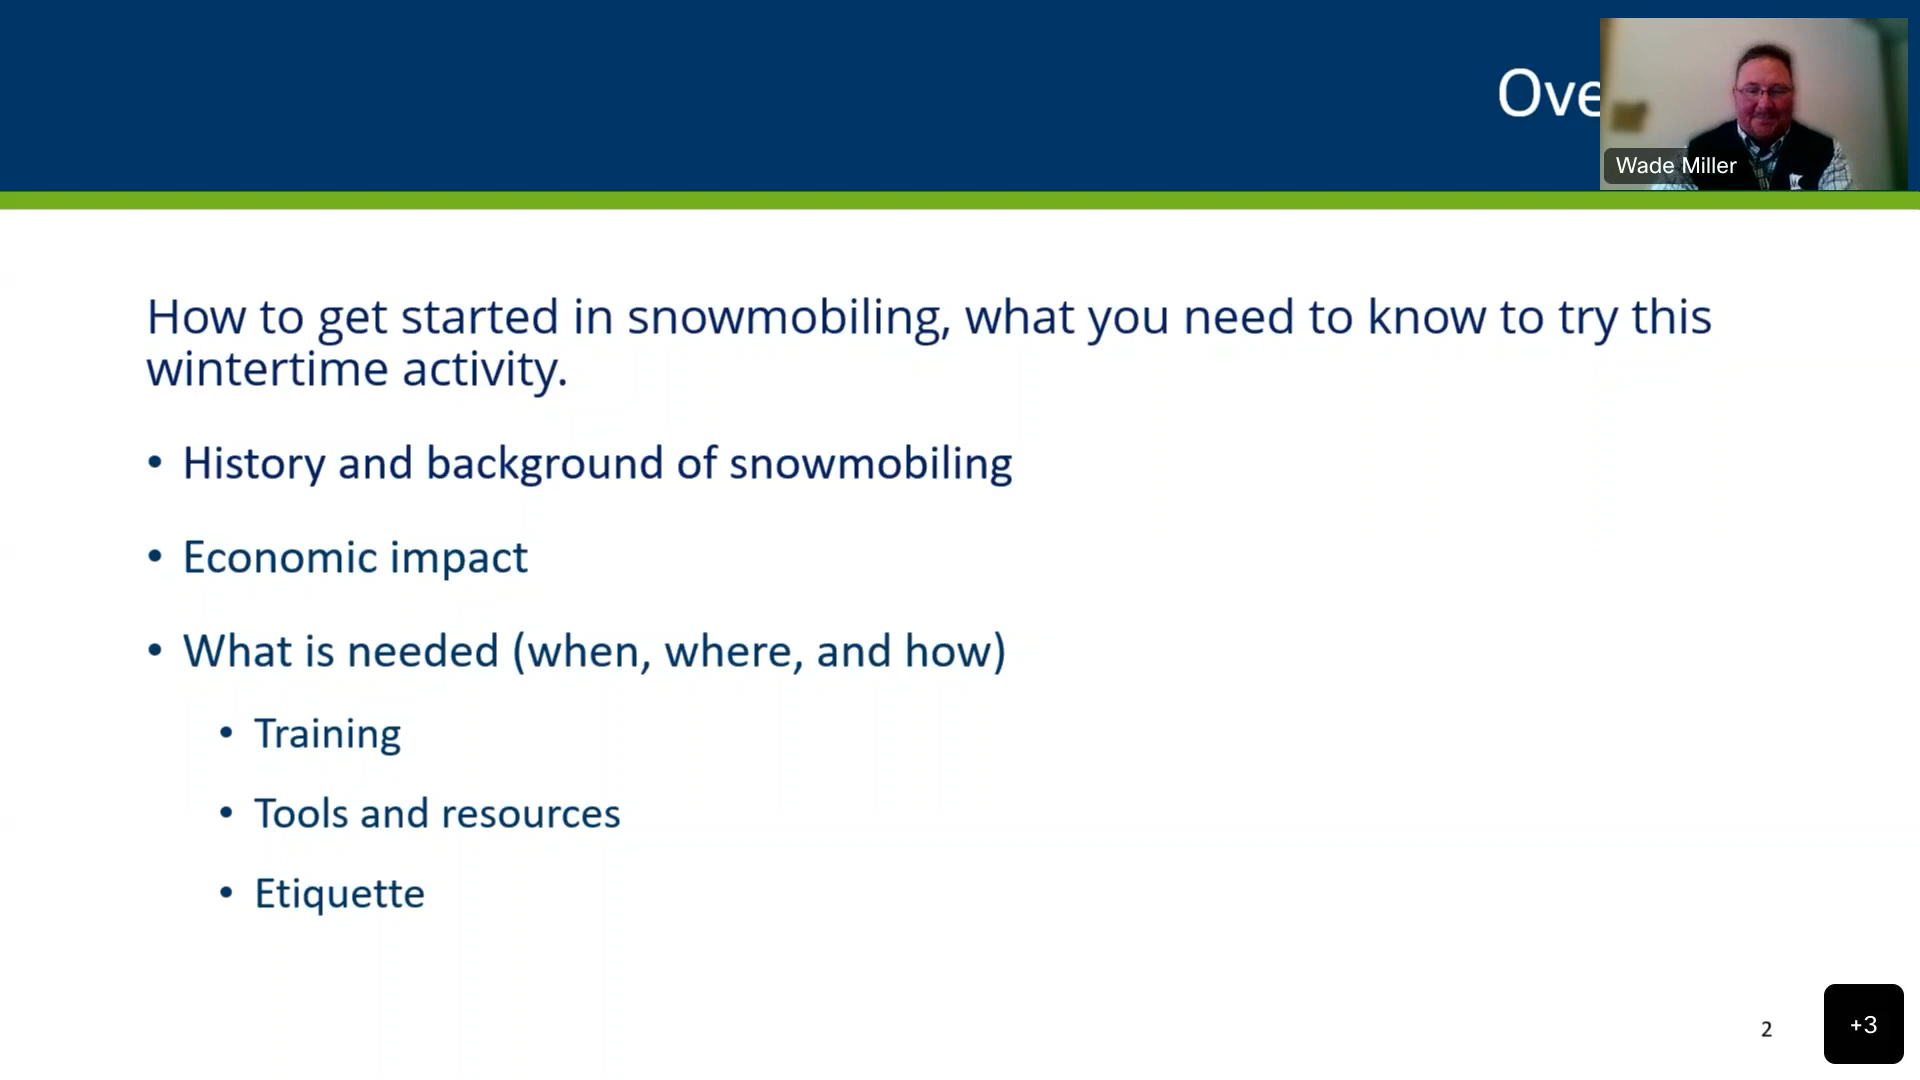 Ove
Wade Miller
How to get started in snowmobiling, what you need to know to try this
wintertime activity.
• History and background of snowmobiling
• Economic impact
• What is needed (when, where, and how)
• Training
• Tools and resources
• Etiquette
2
+3